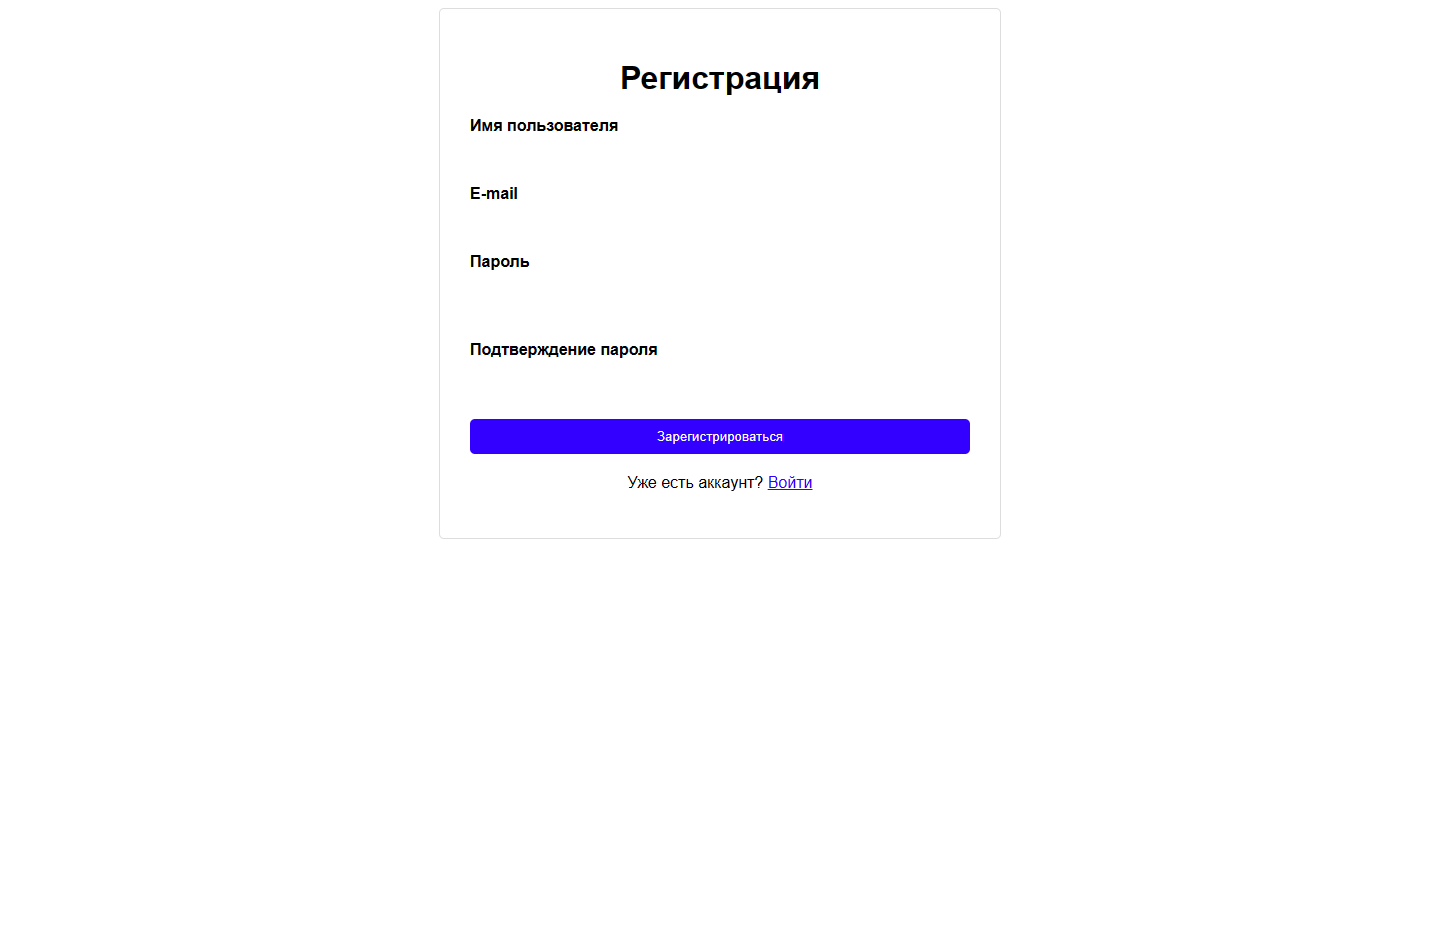 Регистрация
Имя пользователя
E-mail
Пароль
Подтверждение пароля
Зарегистрироваться
Уже есть аккаунт? Войти